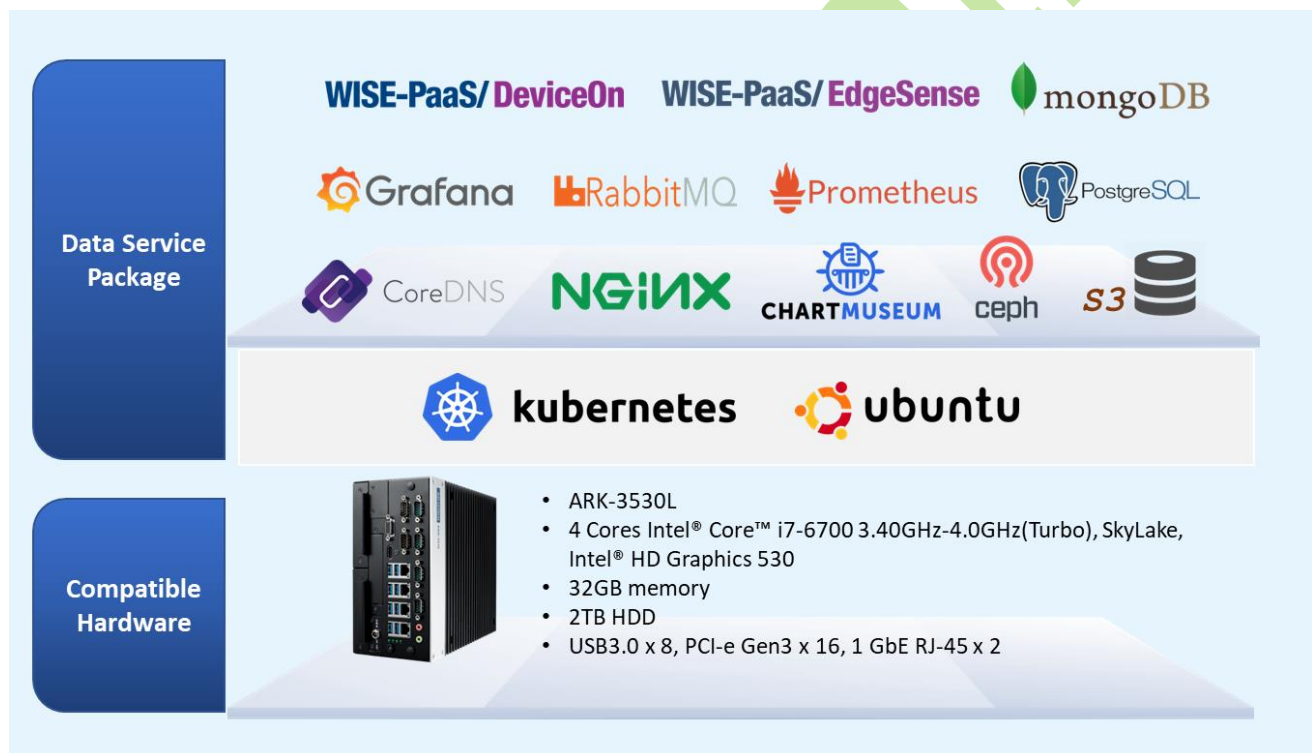 WISE-PaaS/DeviceOn WISE-PaaS/EdgeSense mongoDB
Grafana RabbitMQ Prometheus PostgreSQL
Data Service
Package
CoreDNS NGINX CHARTMUSEUM ceph S3
kubernetes ubuntu
Compatible
Hardware
• ARK-3530L
• 4 Cores Intel® Core™ i7-6700 3.40GHz-4.0GHz(Turbo), SkyLake,
Intel® HD Graphics 530
• 32GB memory
• 2TB HDD
• USB3.0 x 8, PCI-e Gen3 x 16, 1 GbE RJ-45 x 2